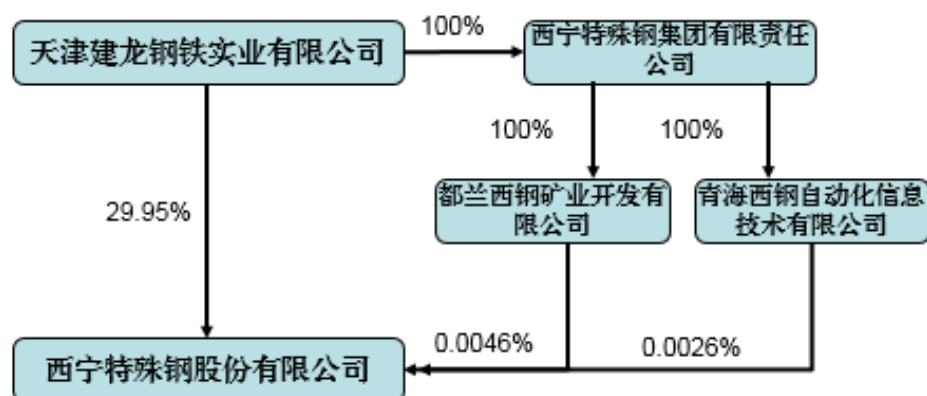 100%
天津建龙钢铁实业有限公司
西宁特殊钢集团有限责任
公司
100%
100%
都兰西钢矿业开发有
限公司
青海西钢自动化信息
技术有限公司
29.95%
0.0046%
0.0026%
西宁特殊钢股份有限公司